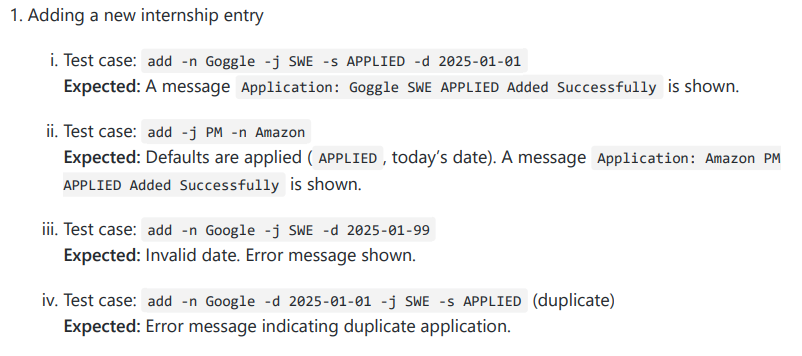 1. Adding a new internship entry
i. Test case: add -n Goggle -j SWE -s APPLIED -d 2025-01-01
Expected: A message Application: Goggle SWE APPLIED Added Successfully is shown.
ii. Test case: add -j PM -n Amazon
Expected: Defaults are applied ( APPLIED , today’s date). A message Application: Amazon PM
APPLIED Added Successfully is shown.
iii. Test case: add -n Google -j SWE -d 2025-01-99
Expected: Invalid date. Error message shown.
iv. Test case: add -n Google -d 2025-01-01 -j SWE -s APPLIED (duplicate)
Expected: Error message indicating duplicate application.